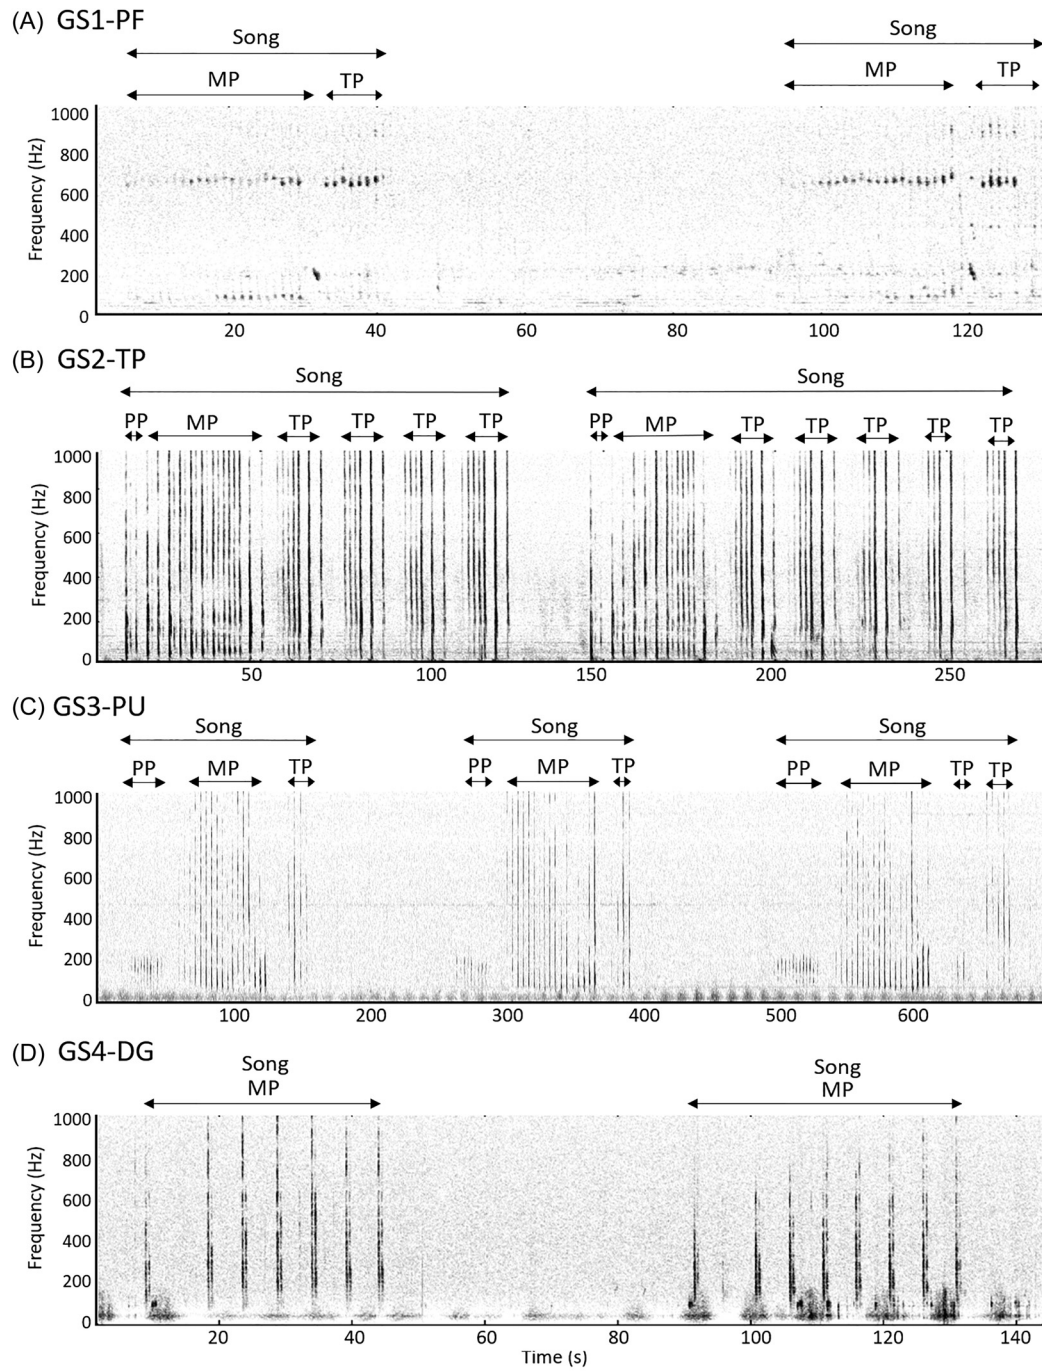 (A) GS1-PF
Song Song
MP TP MP TP
1000
800
600
400
200
0
Frequency (Hz)
20 40 60 80 100 120
(B) GS2-TP
Song Song
PP MP TP TP TP TP PP MP TP TP TP TP TP
1000
800
600
400
200
0
Frequency (Hz)
50 100 150 200 250
(C) GS3-PU
Song Song Song
PP MP TP PP MP TP PP MP TP TP
1000
800
600
400
200
0
Frequency (Hz)
0 100 200 300 400 500 600
(D) GS4-DG
Song Song
MP MP
1000
800
600
400
200
0
Frequency (Hz)
20 40 60 80 100 120 140
Time (s)